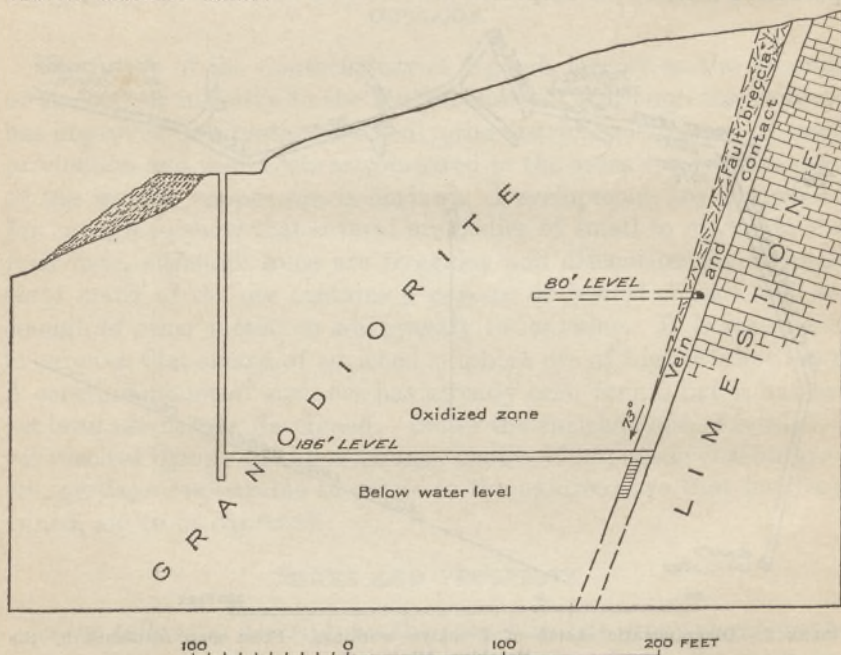 Fault breccia
Vein and contact
GRANODIORITE
LIMESTONE
80' LEVEL
73°
Oxidized zone
186' LEVEL
Below water level
100 0 100 200 FEET